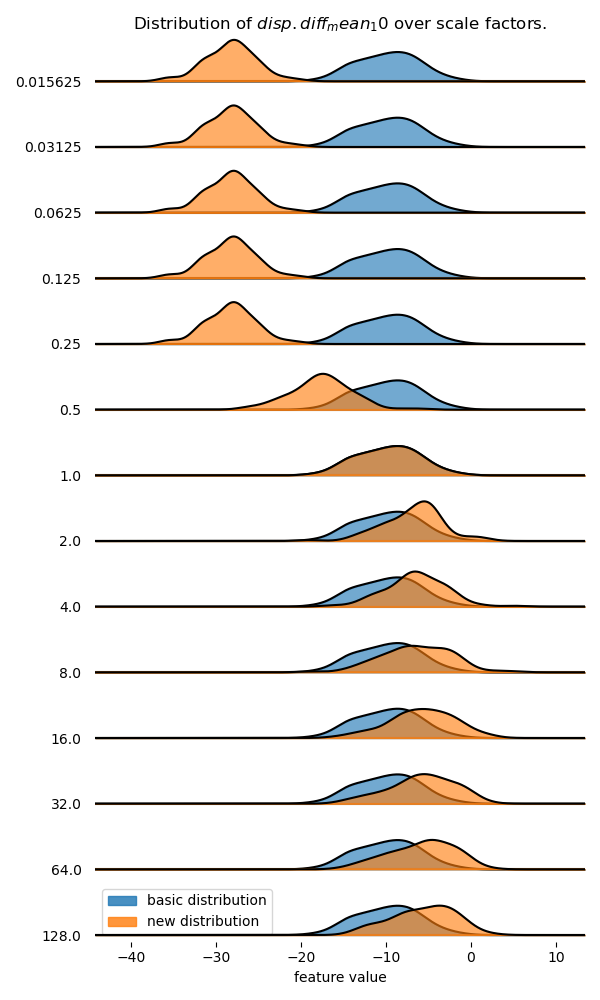 Distribution of disp.diff_mean_10 over scale factors.
0.015625
0.03125
0.0625
0.125
0.25
0.5
1.0
2.0
4.0
8.0
16.0
32.0
64.0
128.0
basic distribution
new distribution
−40 −30 −20 −10 0 10
feature value